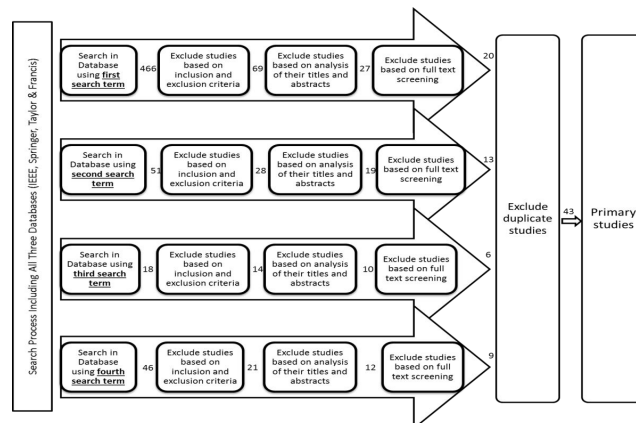 Search Process Including All Three Databases (IEEE, Springer, Taylor & Francis)
Search in
Database
using first
search term
466
Exclude studies
based on
inclusion and
exclusion criteria
69
Exclude studies
based on analysis
of their titles and
abstracts
27
Exclude studies
based on full text
screening
20
Search in
Database using
second search
term
51
Exclude studies
based on
inclusion and
exclusion criteria
28
Exclude studies
based on analysis
of their titles and
abstracts
19
Exclude studies
based on full text
screening
13
Search in
Database using
third search
term
18
Exclude studies
based on
inclusion and
exclusion criteria
14
Exclude studies
based on analysis
of their titles and
abstracts
10
Exclude studies
based on full
text screening
6
Search in
Database
using fourth
search term
46
Exclude studies
based on
inclusion and
exclusion criteria
21
Exclude studies
based on analysis
of their titles and
abstracts
12
Exclude studies
based on full
text screening
9
Exclude
duplicate
studies
43
Primary
studies